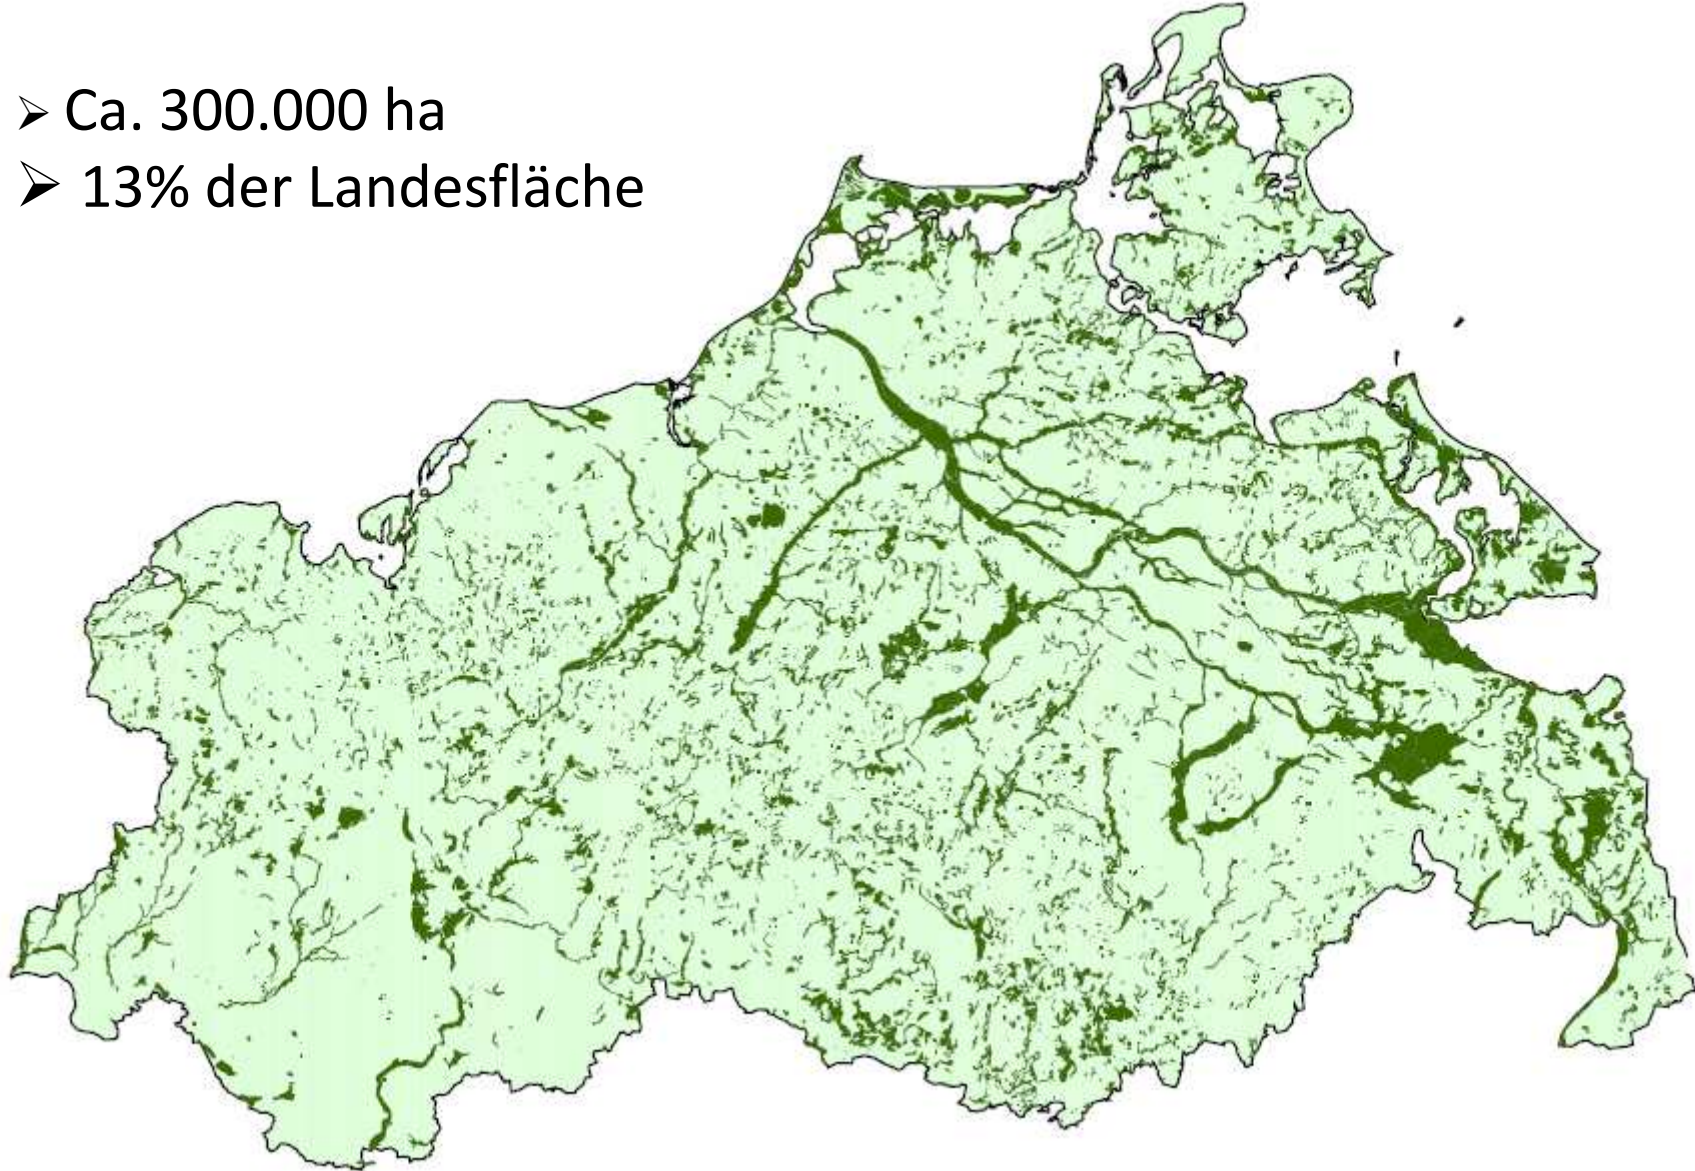 ➢ Ca. 300.000 ha
➢ 13% der Landesfläche